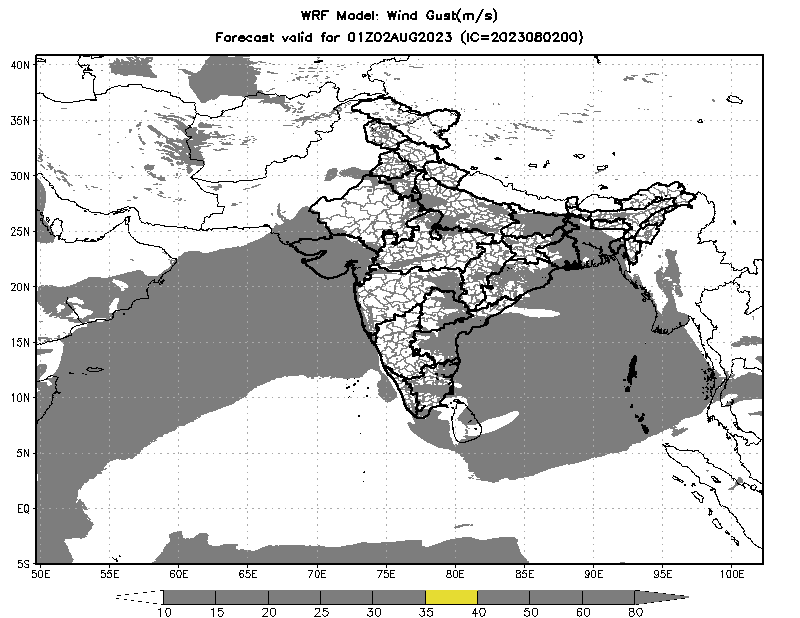 WRF Model: Wind Gust(m/s)
Forecast valid for 01Z02AUG2023 (IC=2023080200)
40N
35N
30N
25N
20N
15N
10N
5N
EQ
5S
50E 55E 60E 65E 70E 75E 80E 85E 90E 95E 100E
10 15 20 25 30 35 40 50 60 80